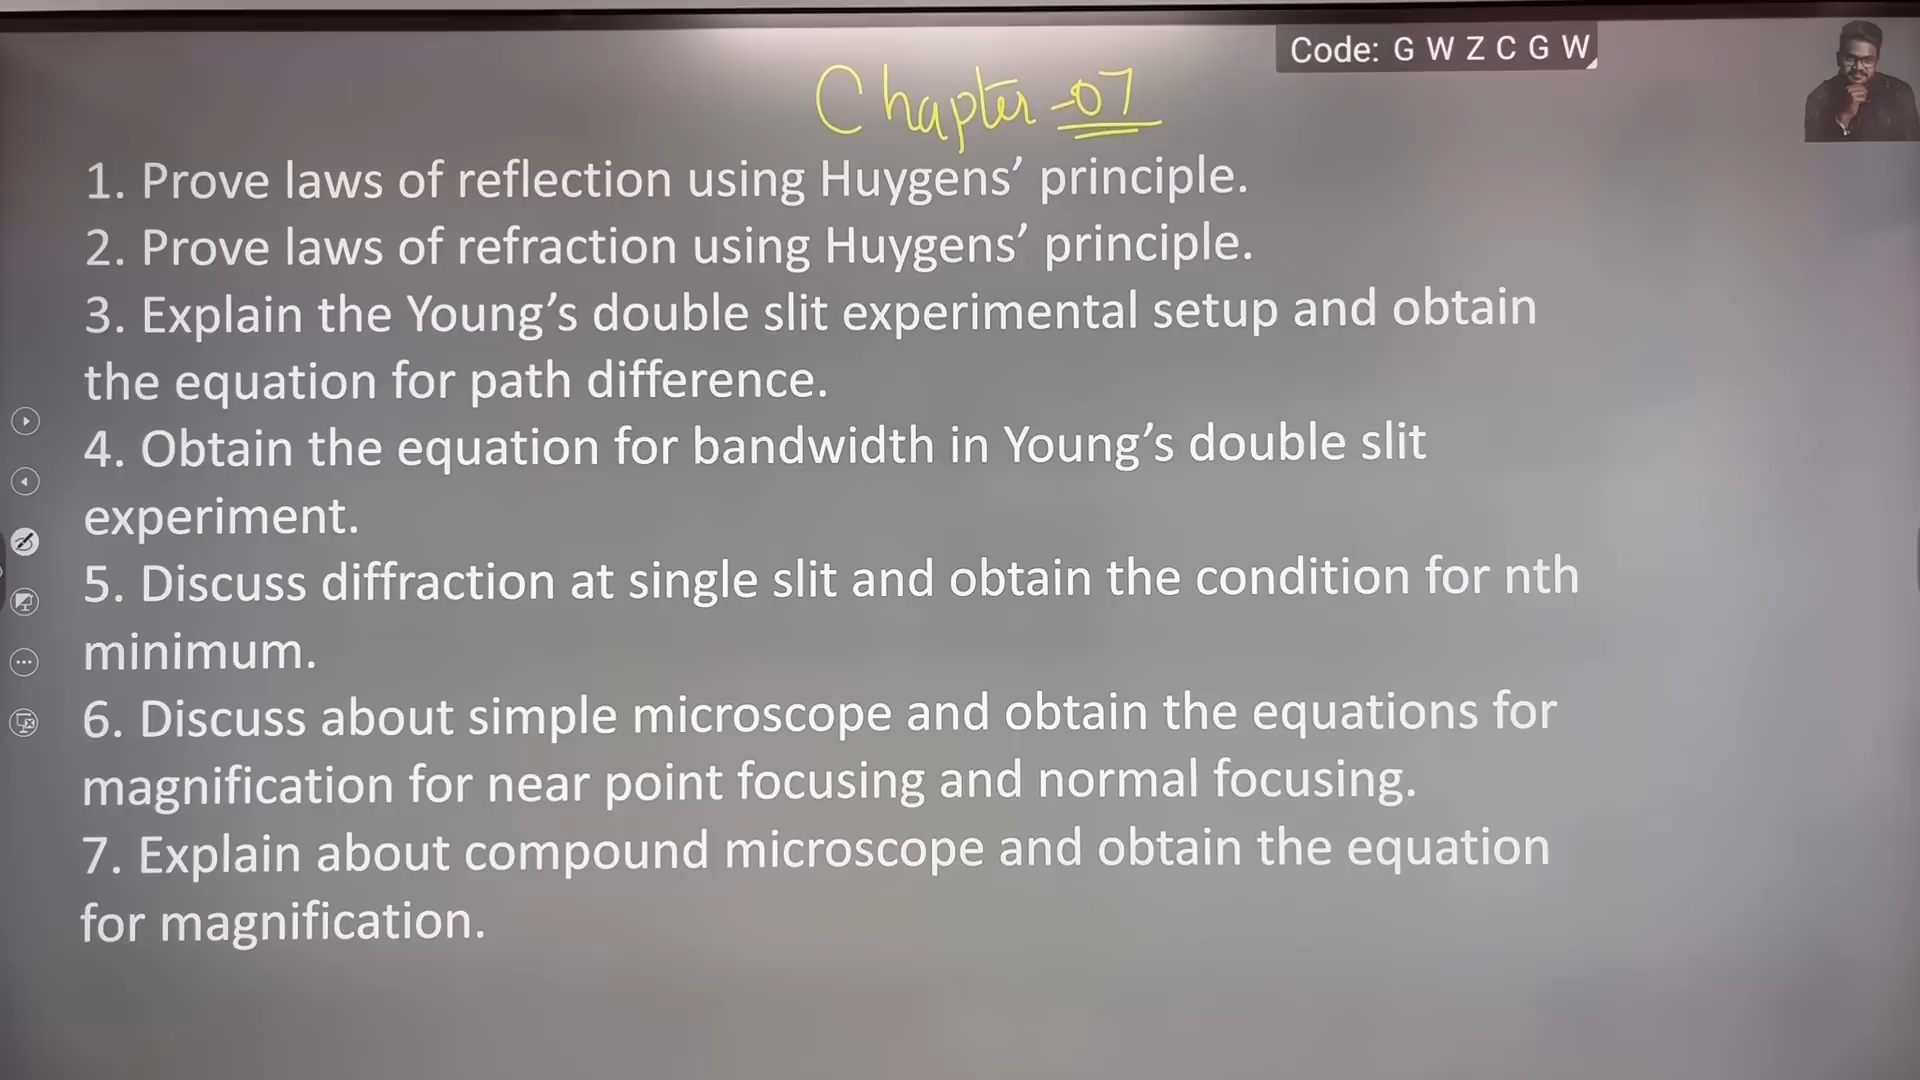 Code: G W Z C G W
Chapter - 07
1. Prove laws of reflection using Huygens’ principle.
2. Prove laws of refraction using Huygens’ principle.
3. Explain the Young’s double slit experimental setup and obtain
the equation for path difference.
4. Obtain the equation for bandwidth in Young’s double slit
experiment.
5. Discuss diffraction at single slit and obtain the condition for nth
minimum.
6. Discuss about simple microscope and obtain the equations for
magnification for near point focusing and normal focusing.
7. Explain about compound microscope and obtain the equation
for magnification.